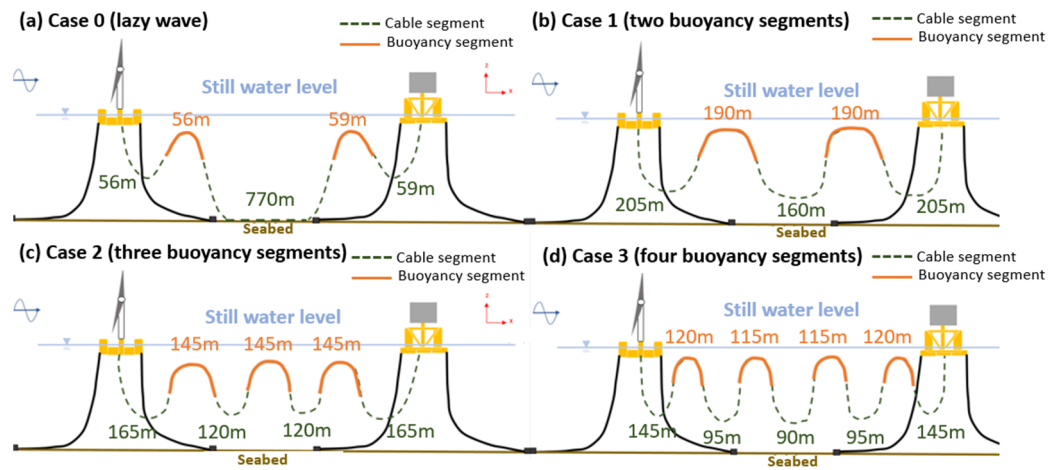 (a) Case 0 (lazy wave)
Cable segment
Buoyancy segment
Still water level
56m
59m
56m
770m
59m
Seabed
z
x
(b) Case 1 (two buoyancy segments)
Cable segment
Buoyancy segment
Still water level
190m
190m
205m
160m
205m
Seabed
(c) Case 2 (three buoyancy segments)
Cable segment
Buoyancy segment
Still water level
145m
145m
145m
165m
120m
120m
165m
Seabed
z
x
(d) Case 3 (four buoyancy segments)
Cable segment
Buoyancy segment
Still water level
120m
115m
115m
120m
145m
95m
90m
95m
145m
Seabed